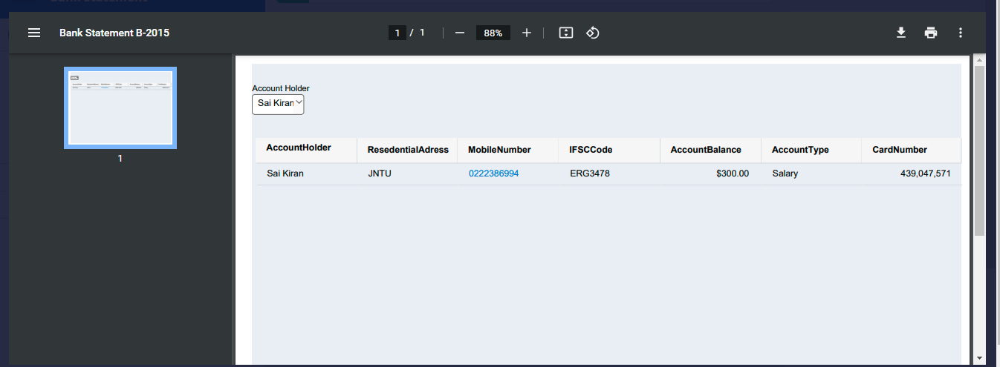 Bank Statement B-2015
1 / 1
88%
1
Account Holder
Sai Kiran
AccountHolder ResedentialAdress MobileNumber IFSCCode AccountBalance AccountType CardNumber
Sai Kiran JNTU 0222386994 ERG3478 $300.00 Salary 439,047,571